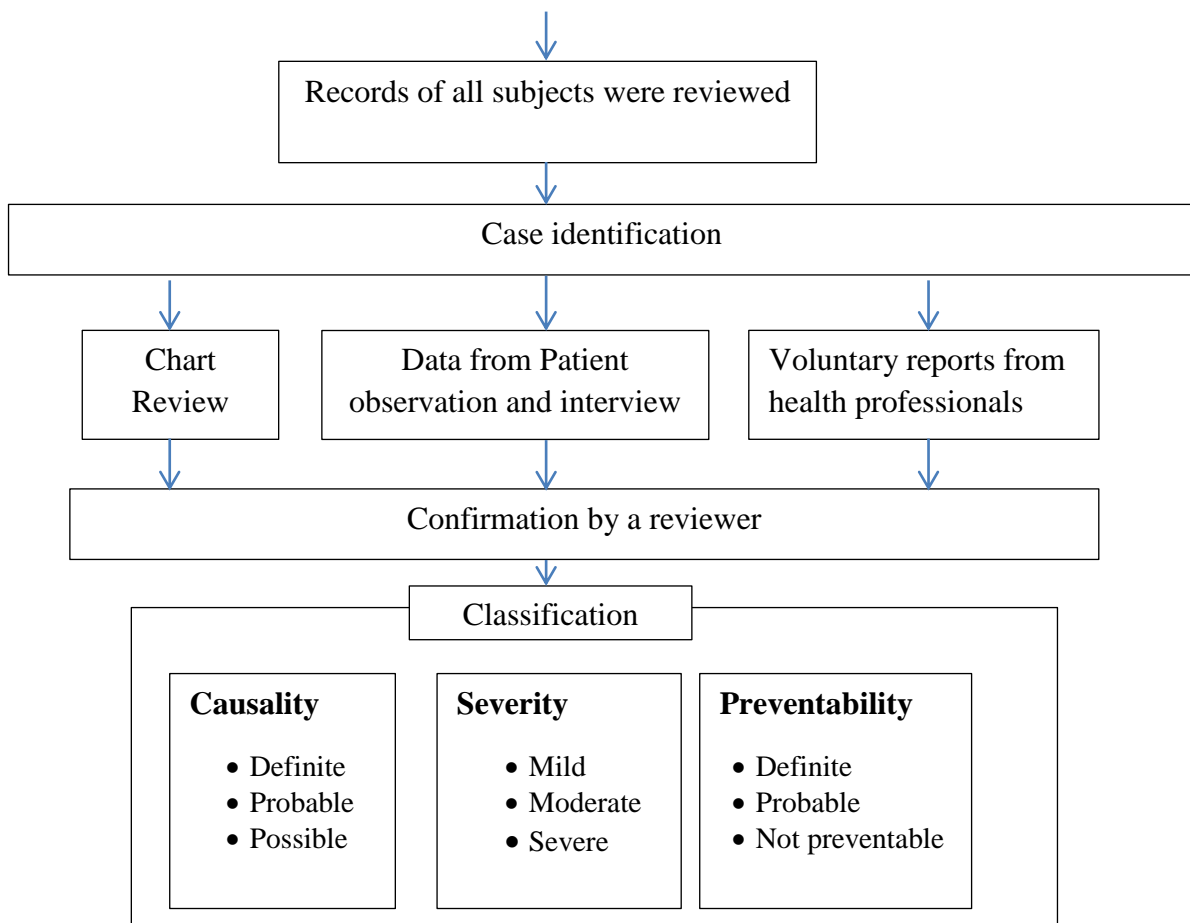 Records of all subjects were reviewed
Case identification
Chart
Review
Data from Patient
observation and interview
Voluntary reports from
health professionals
Confirmation by a reviewer
Classification
Causality
• Definite
• Probable
• Possible
Severity
• Mild
• Moderate
• Severe
Preventability
• Definite
• Probable
• Not preventable